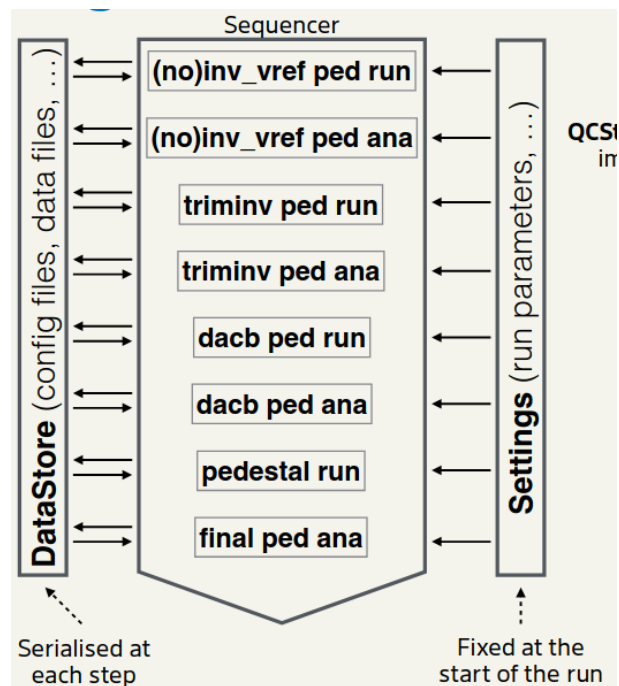 Sequencer
DataStore (config files, data files, …)
(no)inv_vref ped run
(no)inv_vref ped ana
triminv ped run
triminv ped ana
dacb ped run
dacb ped ana
pedestal run
final ped ana
Settings (run parameters, …)
QCSt
im
Serialised at
each step
Fixed at the
start of the run